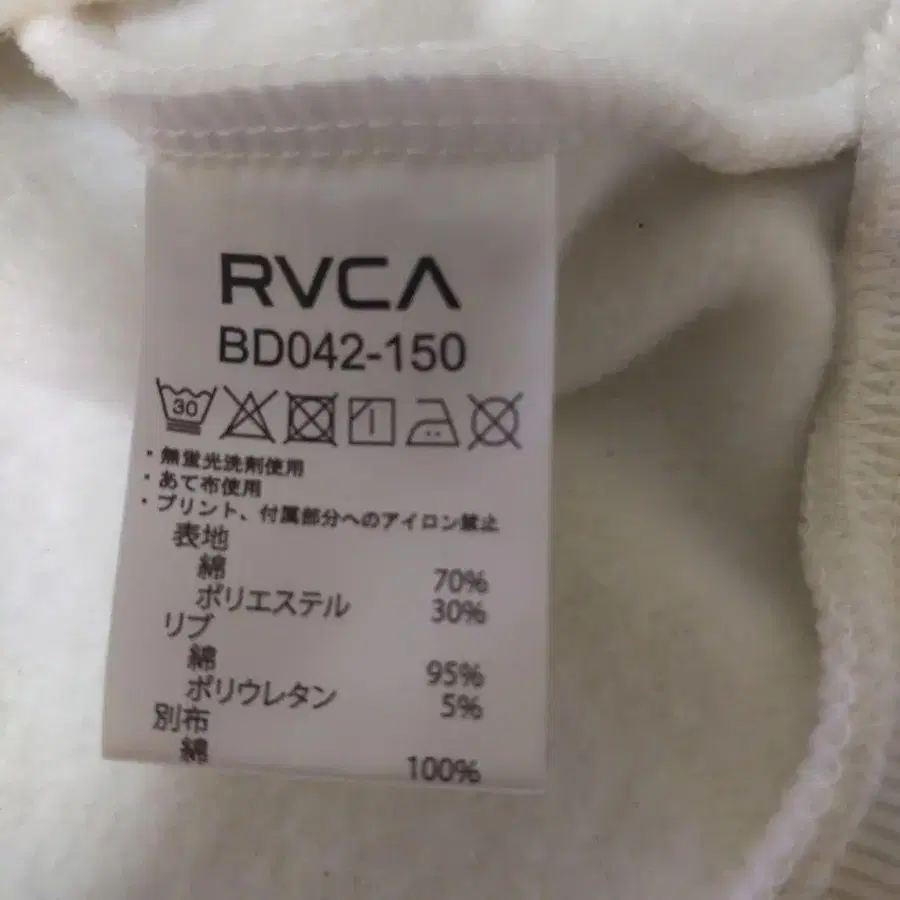 RVCA
BD042-150
30
・無蛍光洗剤使用
・あて布使用
・プリント、付属部分へのアイロン禁止
表地
綿 70%
ポリエステル 30%
リブ
綿 95%
ポリウレタン 5%
別布
綿 100%